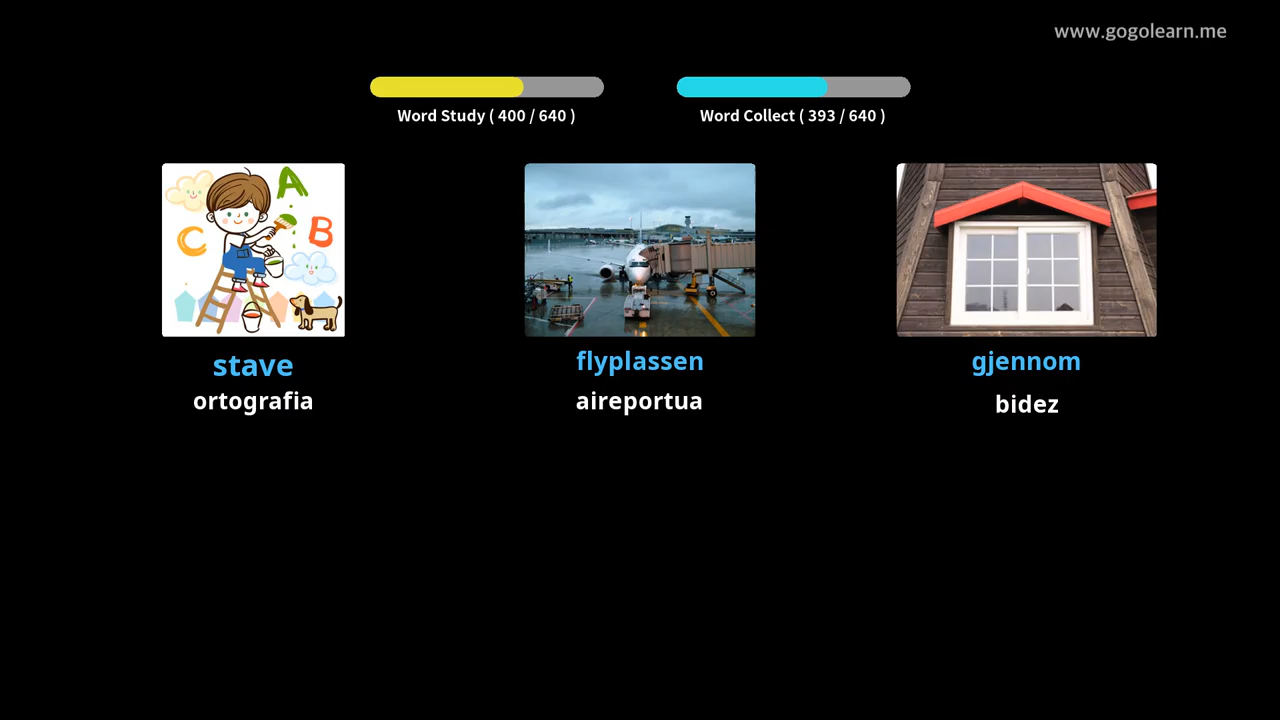 www.gogolearn.me
Word Study ( 400 / 640 )
Word Collect ( 393 / 640 )
A
B
C
stave
flyplassen
gjennom
ortografia
aireportua
bidez